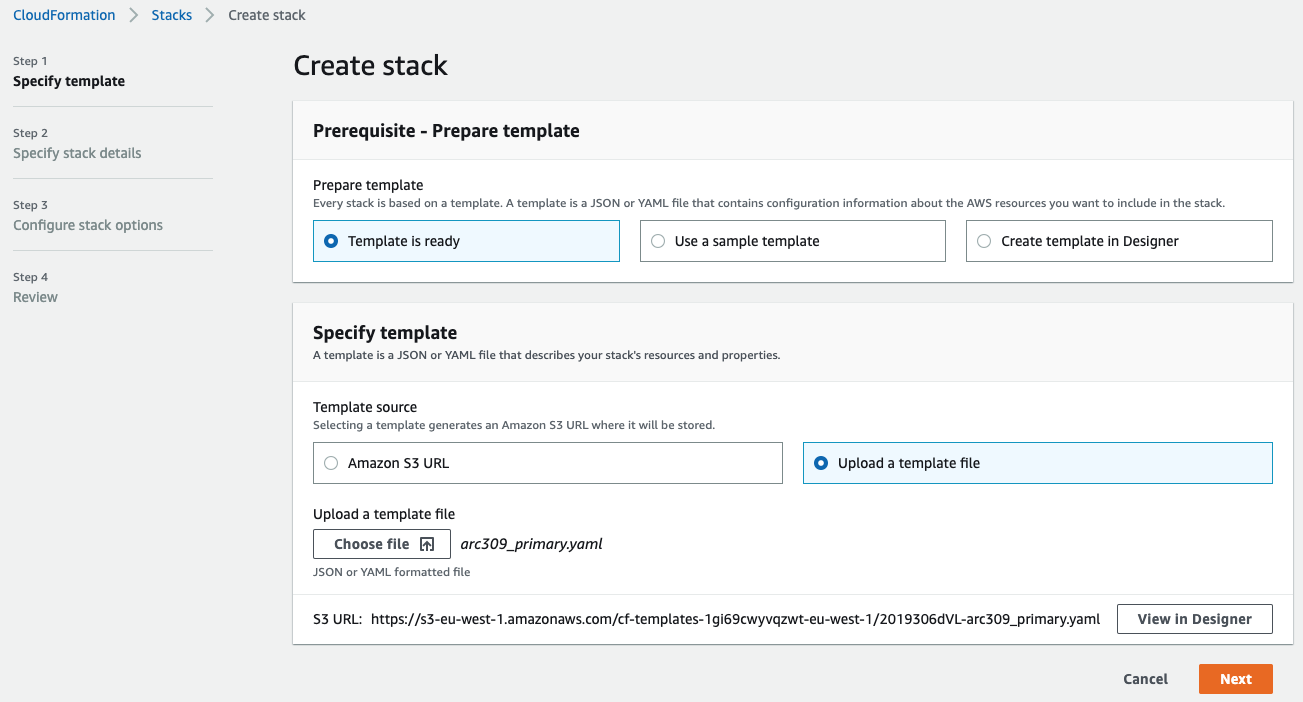 CloudFormation > Stacks > Create stack
Step 1
Specify template
Step 2
Specify stack details
Step 3
Configure stack options
Step 4
Review
Create stack
Prerequisite - Prepare template
Prepare template
Every stack is based on a template. A template is a JSON or YAML file that contains configuration information about the AWS resources you want to include in the stack.
Template is ready
Use a sample template
Create template in Designer
Specify template
A template is a JSON or YAML file that describes your stack's resources and properties.
Template source
Selecting a template generates an Amazon S3 URL where it will be stored.
Amazon S3 URL
Upload a template file
Upload a template file
Choose file arc309_primary.yaml
JSON or YAML formatted file
S3 URL: https://s3-eu-west-1.amazonaws.com/cf-templates-1gi69cwyvqzwt-eu-west-1/2019306dVL-arc309_primary.yaml View in Designer
Cancel Next